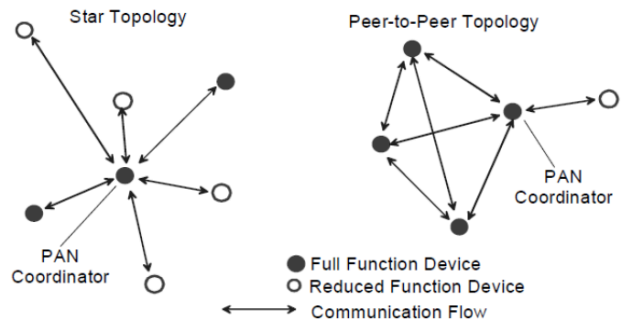 Star Topology
Peer-to-Peer Topology
PAN
Coordinator
PAN
Coordinator
Full Function Device
Reduced Function Device
Communication Flow